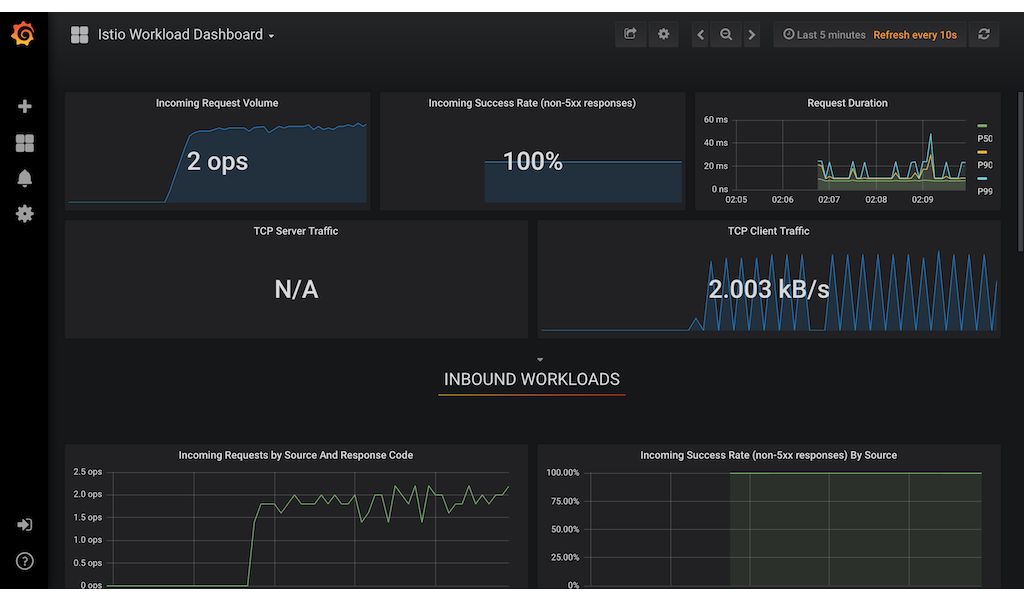 Istio Workload Dashboard
Last 5 minutes Refresh every 10s
Incoming Request Volume
2 ops
Incoming Success Rate (non-5xx responses)
100%
Request Duration
60 ms
40 ms
20 ms
0 ns
02:05 02:06 02:07 02:08 02:09
P50
P90
P99
TCP Server Traffic
N/A
TCP Client Traffic
2.003 kB/s
INBOUND WORKLOADS
Incoming Requests by Source And Response Code
2.5 ops
2.0 ops
1.5 ops
1.0 ops
0.5 ops
0 ops
Incoming Success Rate (non-5xx responses) By Source
100.00%
75.00%
50.00%
25.00%
0%